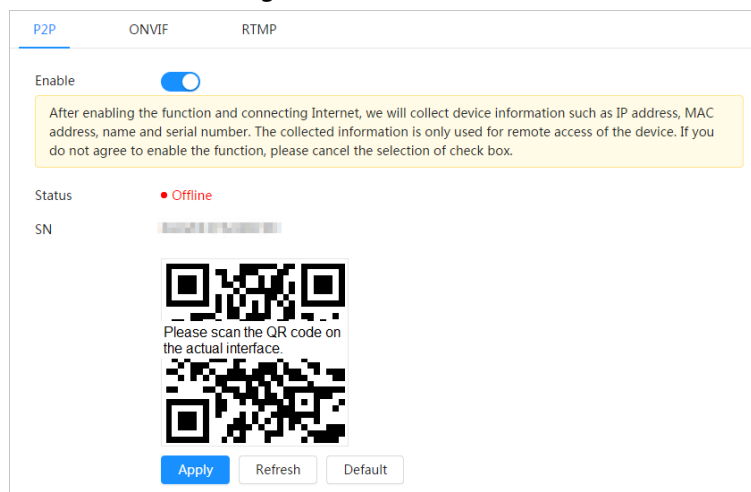 P2P ONVIF RTMP
Enable
After enabling the function and connecting Internet, we will collect device information such as IP address, MAC
address, name and serial number. The collected information is only used for remote access of the device. If you
do not agree to enable the function, please cancel the selection of check box.
Status Offline
SN
Please scan the QR code on
the actual interface.
Apply Refresh Default